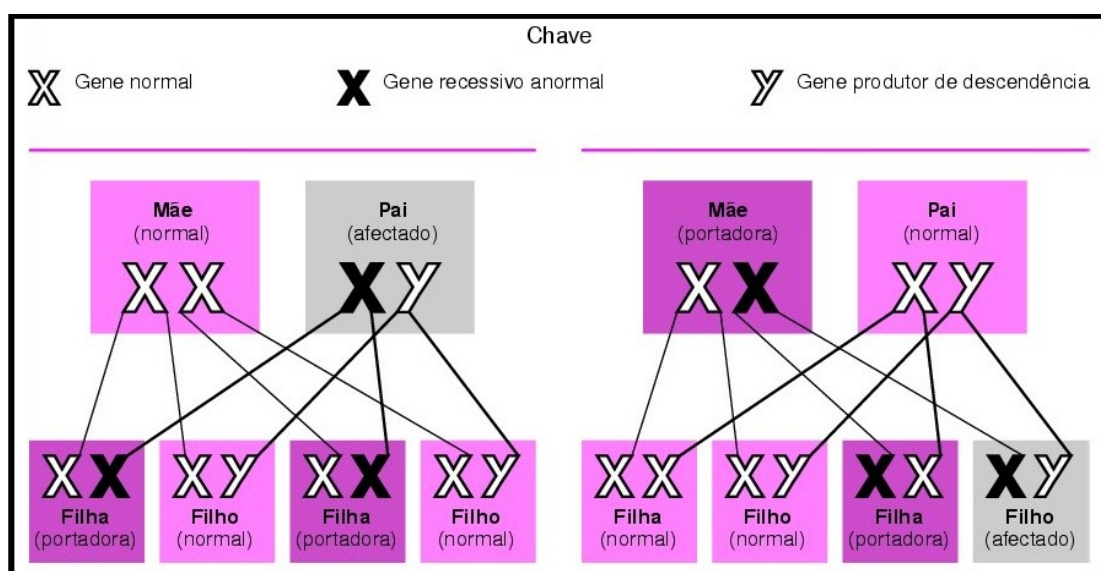 Chave
X Gene normal
X Gene recessivo anormal
y Gene produtor de descendência
Mãe
(normal)
X X
Pai
(afectado)
X y
Mãe
(portadora)
X X
Pai
(normal)
X y
X X
Filha
(portadora)
X y
Filho
(normal)
X X
Filha
(portadora)
X y
Filho
(normal)
X X
Filha
(normal)
X y
Filho
(normal)
X X
Filha
(portadora)
X y
Filho
(afectado)